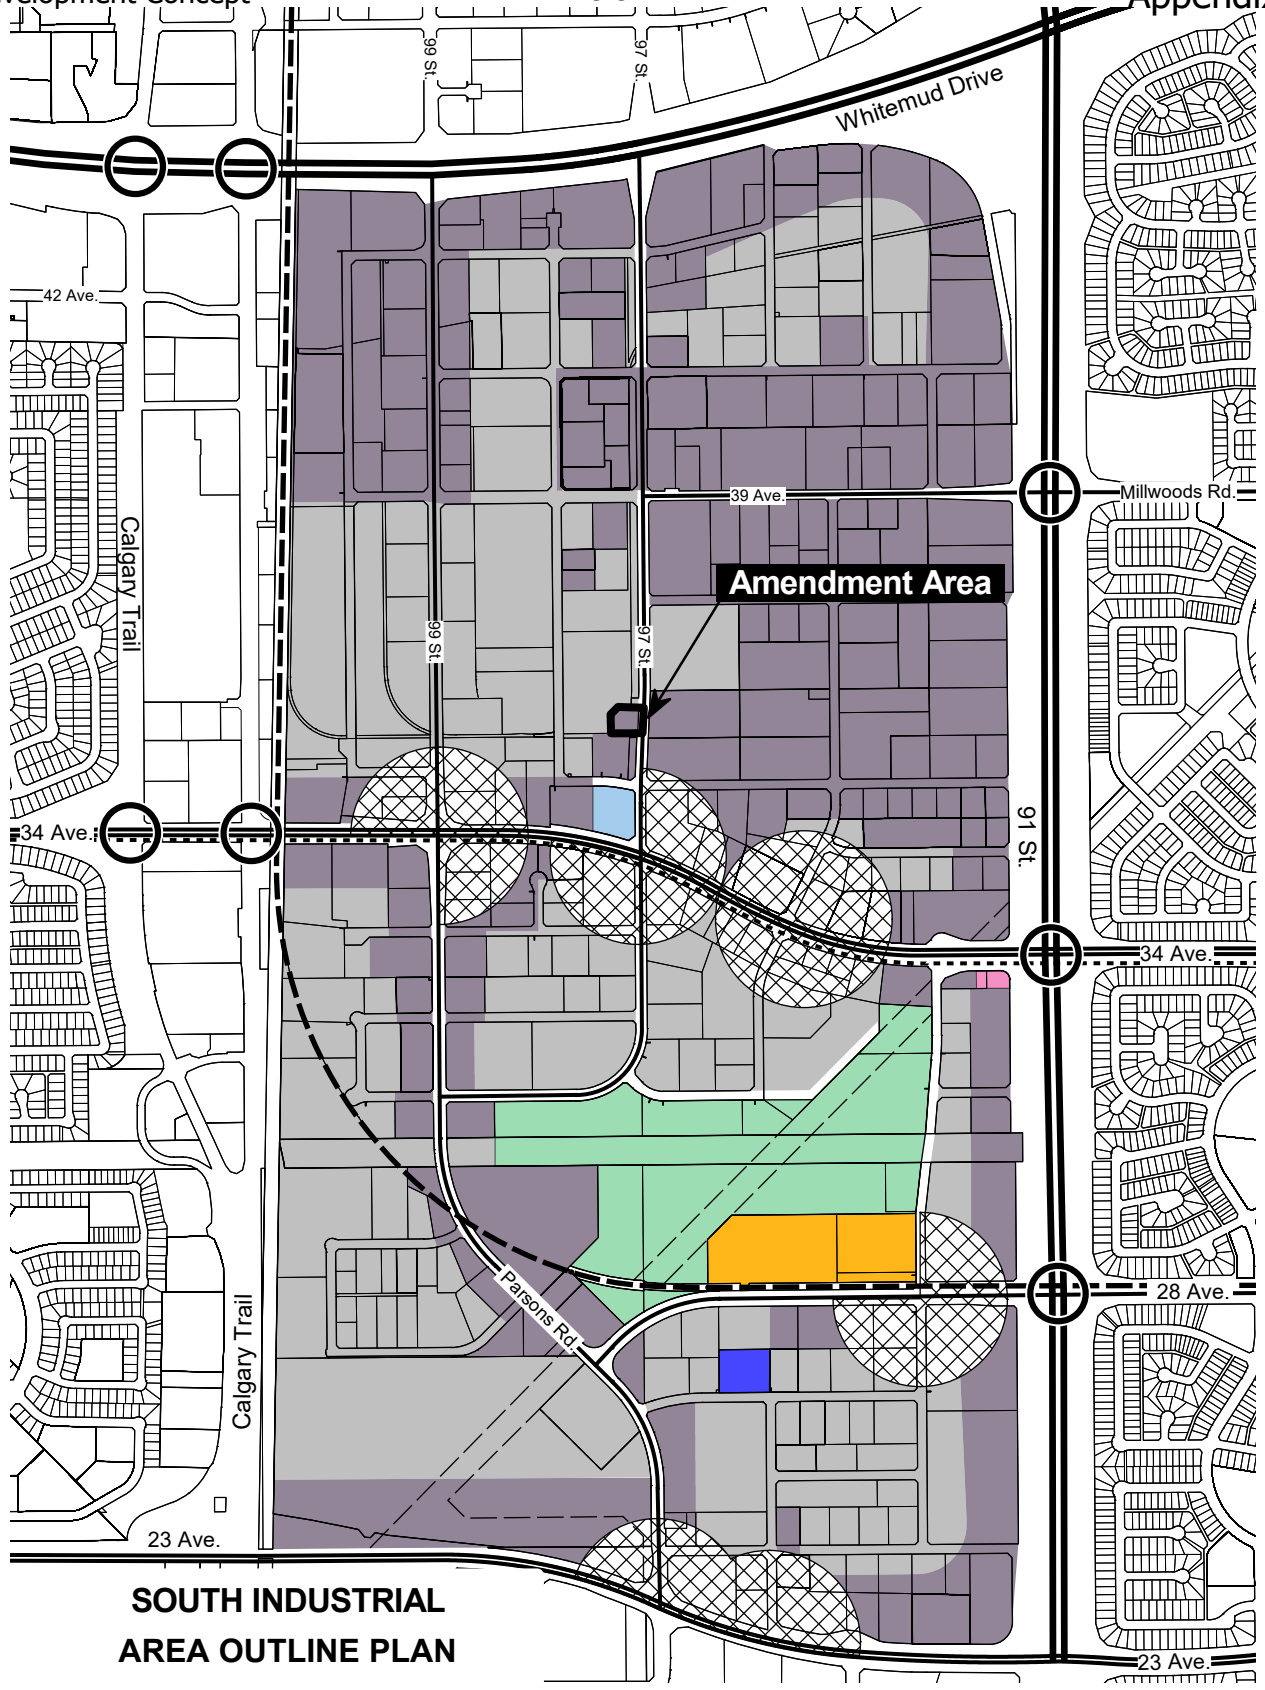 99 St.
97 St.
Whitemud Drive
42 Ave.
39 Ave.
Millwoods Rd.
Calgary Trail
Amendment Area
99 St.
97 St.
34 Ave.
91 St.
34 Ave.
Parsons Rd.
28 Ave.
Calgary Trail
23 Ave.
SOUTH INDUSTRIAL
AREA OUTLINE PLAN
23 Ave.